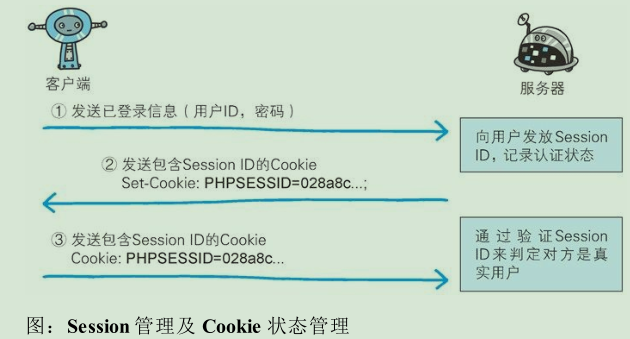 客户端
服务器
① 发送已登录信息（用户ID，密码）
向用户发放Session
ID，记录认证状态
② 发送包含Session ID的Cookie
Set-Cookie: PHPSESSID=028a8c...;
③ 发送包含Session ID的Cookie
Cookie: PHPSESSID=028a8c...
通过验证Session
ID来判定对方是真
实用户
图：Session 管理及 Cookie 状态管理